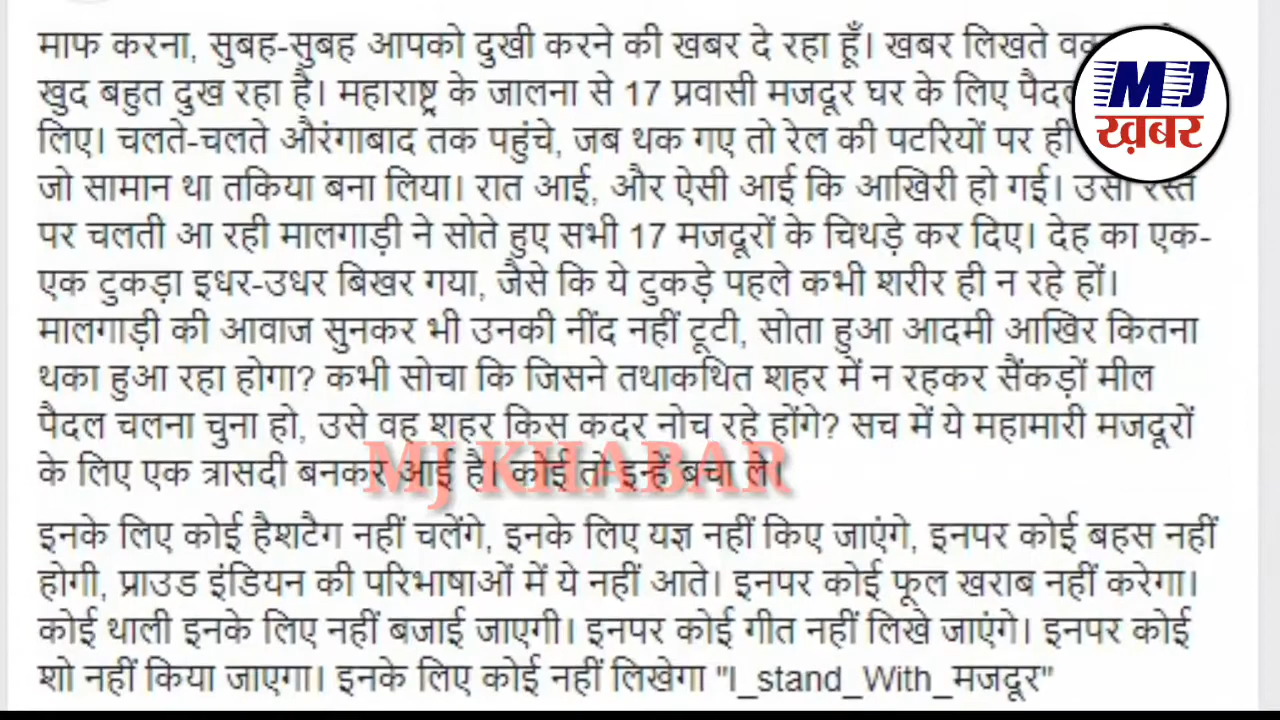 माफ करना, सुबह-सुबह आपको दुखी करने की खबर दे रहा हूँ। खबर लिखते
खुद बहुत दुख रहा है। महाराष्ट्र के जालना से 17 प्रवासी मजदूर घर के लिए
लिए। चलते-चलते औरंगाबाद तक पहुंचे, जब थक गए तो रेल की पटरियों पर ही
जो सामान था तकिया बना लिया। रात आई, और ऐसी आई कि आखिरी हो गई। उसी रस्ते
पर चलती आ रही मालगाड़ी ने सोते हुए सभी 17 मजदूरों के चिथड़े कर दिए। देह का एक-
एक टुकड़ा इधर-उधर बिखर गया, जैसे कि ये टुकड़े पहले कभी शरीर ही न रहे हों।
मालगाड़ी की आवाज सुनकर भी उनकी नींद नहीं टूटी, सोता हुआ आदमी आखिर कितना
थका हुआ रहा होगा? कभी सोचा कि जिसने तथाकथित शहर में न रहकर सैंकड़ों मील
पैदल चलना चुना हो, उसे वह शहर किस कदर नोच रहे होंगे? सच में ये महामारी मजदूरों
के लिए एक त्रासदी बनकर आई है। कोई तो इन्हें बचा ले।
इनके लिए कोई हैशटैग नहीं चलेंगे, इनके लिए यज्ञ नहीं किए जाएंगे, इनपर कोई बहस नहीं
होगी, प्राउड इंडियन की परिभाषाओं में ये नहीं आते। इनपर कोई फूल खराब नहीं करेगा।
कोई थाली इनके लिए नहीं बजाई जाएगी। इनपर कोई गीत नहीं लिखे जाएंगे। इनपर कोई
शो नहीं किया जाएगा। इनके लिए कोई नहीं लिखेगा "I_stand_With_मजदूर"
MJ
ख़बर
MJ KHABAR